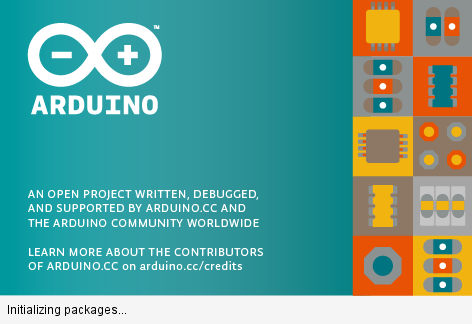 ™
ARDUINO
AN OPEN PROJECT WRITTEN, DEBUGGED,
AND SUPPORTED BY ARDUINO.CC AND
THE ARDUINO COMMUNITY WORLDWIDE
LEARN MORE ABOUT THE CONTRIBUTORS
OF ARDUINO.CC on arduino.cc/credits
Initializing packages...